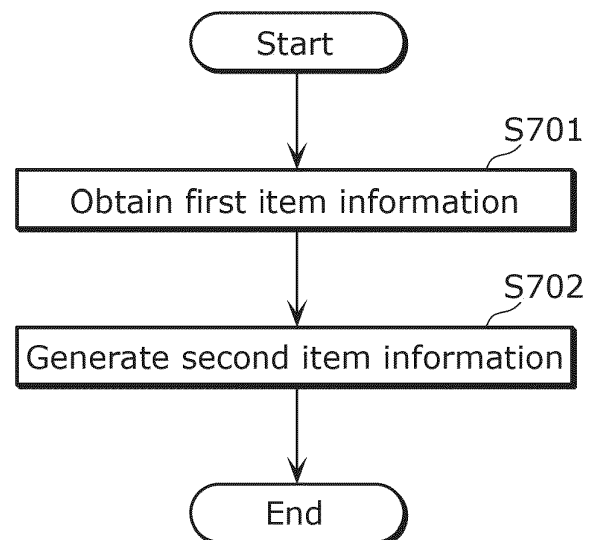 Start
S701
Obtain first item information
S702
Generate second item information
End